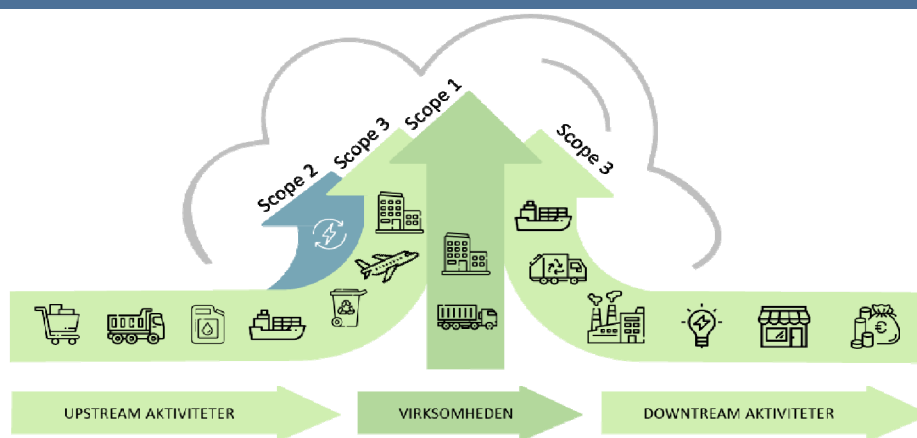 Scope 1
Scope 3
Scope 2
Scope 3
UPSTREAM AKTIVITETER
VIRKSOMHEDEN
DOWNTREAM AKTIVITETER